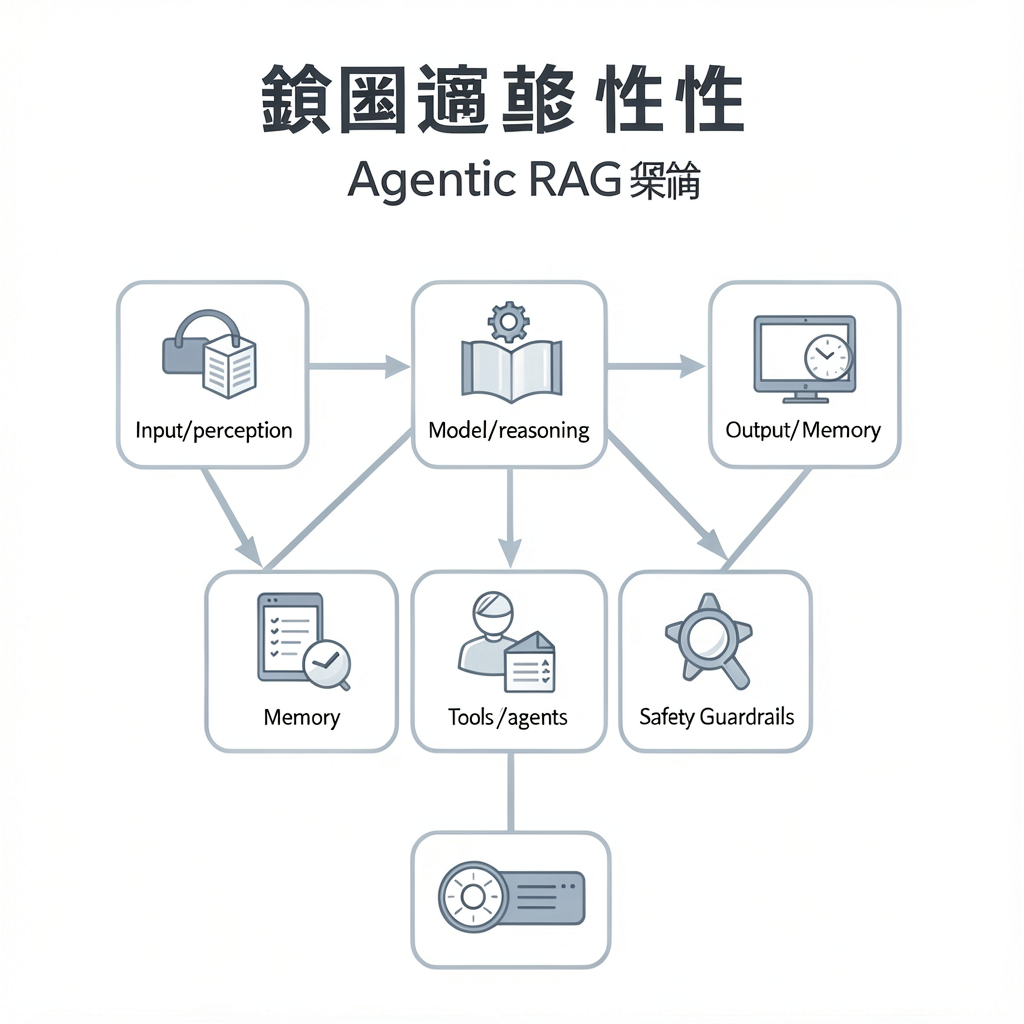 性性
Agentic RAG
Input/perception
Model/reasoning
Output/Memory
Memory
Tools/agents
Safety Guardrails